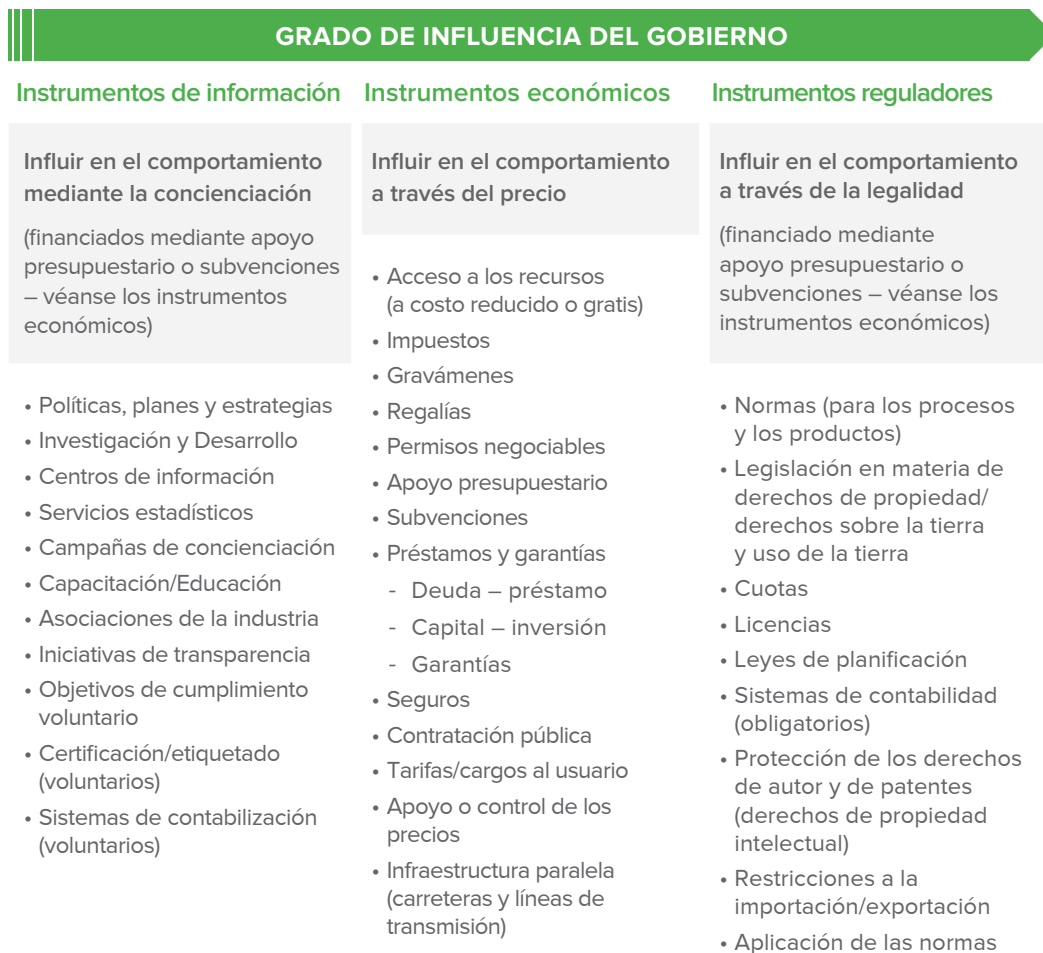 GRADO DE INFLUENCIA DEL GOBIERNO
Instrumentos de información
Influir en el comportamiento
mediante la concienciación
(financiados mediante apoyo
presupuestario o subvenciones
– véanse los instrumentos
económicos)
• Políticas, planes y estrategias
• Investigación y Desarrollo
• Centros de información
• Servicios estadísticos
• Campañas de concienciación
• Capacitación/Educación
• Asociaciones de la industria
• Iniciativas de transparencia
• Objetivos de cumplimiento
voluntario
• Certificación/etiquetado
(voluntarios)
• Sistemas de contabilización
(voluntarios)
Instrumentos económicos
Influir en el comportamiento
a través del precio
• Acceso a los recursos
(a costo reducido o gratis)
• Impuestos
• Gravámenes
• Regalías
• Permisos negociables
• Apoyo presupuestario
• Subvenciones
• Préstamos y garantías
- Deuda – préstamo
- Capital – inversión
- Garantías
• Seguros
• Contratación pública
• Tarifas/cargos al usuario
• Apoyo o control de los
precios
• Infraestructura paralela
(carreteras y líneas de
transmisión)
Instrumentos reguladores
Influir en el comportamiento
a través de la legalidad
(financiado mediante
apoyo presupuestario o
subvenciones – véanse los
instrumentos económicos)
• Normas (para los procesos
y los productos)
• Legislación en materia de
derechos de propiedad/
derechos sobre la tierra
y uso de la tierra
• Cuotas
• Licencias
• Leyes de planificación
• Sistemas de contabilidad
(obligatorios)
• Protección de los derechos
de autor y de patentes
(derechos de propiedad
intelectual)
• Restricciones a la
importación/exportación
• Aplicación de las normas